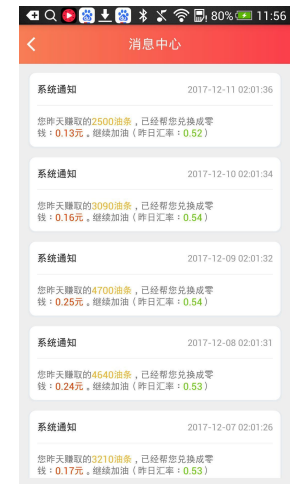 80% 11:56
消息中心
系统通知 2017-12-11 02:01:36
您昨天赚取的2500油条，已经帮您兑换成零
钱：0.13元。继续加油（昨日汇率：0.52）
系统通知 2017-12-10 02:01:34
您昨天赚取的3090油条，已经帮您兑换成零
钱：0.16元。继续加油（昨日汇率：0.54）
系统通知 2017-12-09 02:01:32
您昨天赚取的4700油条，已经帮您兑换成零
钱：0.25元。继续加油（昨日汇率：0.54）
系统通知 2017-12-08 02:01:31
您昨天赚取的4640油条，已经帮您兑换成零
钱：0.24元。继续加油（昨日汇率：0.53）
系统通知 2017-12-07 02:01:26
您昨天赚取的3210油条，已经帮您兑换成零
钱：0.17元。继续加油（昨日汇率：0.53）